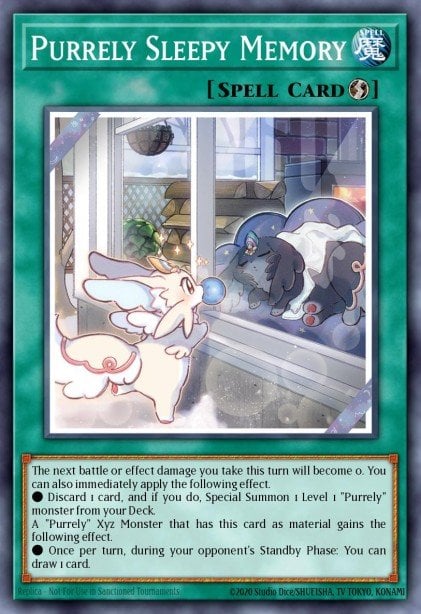 Purrely Sleepy Memory
SPELL
魔
[Spell Card]
The next battle or effect damage you take this turn will become 0. You
can also immediately apply the following effect.
● Discard 1 card, and if you do, Special Summon 1 Level 1 "Purrely"
monster from your Deck.
A "Purrely" Xyz Monster that has this card as material gains the
following effect.
● Once per turn, during your opponent's Standby Phase: You can
draw 1 card.
Replica - Not For Use in Sanctioned Tournaments
©2020 Studio Dice/SHUEISHA, TV TOKYO, KONAMI